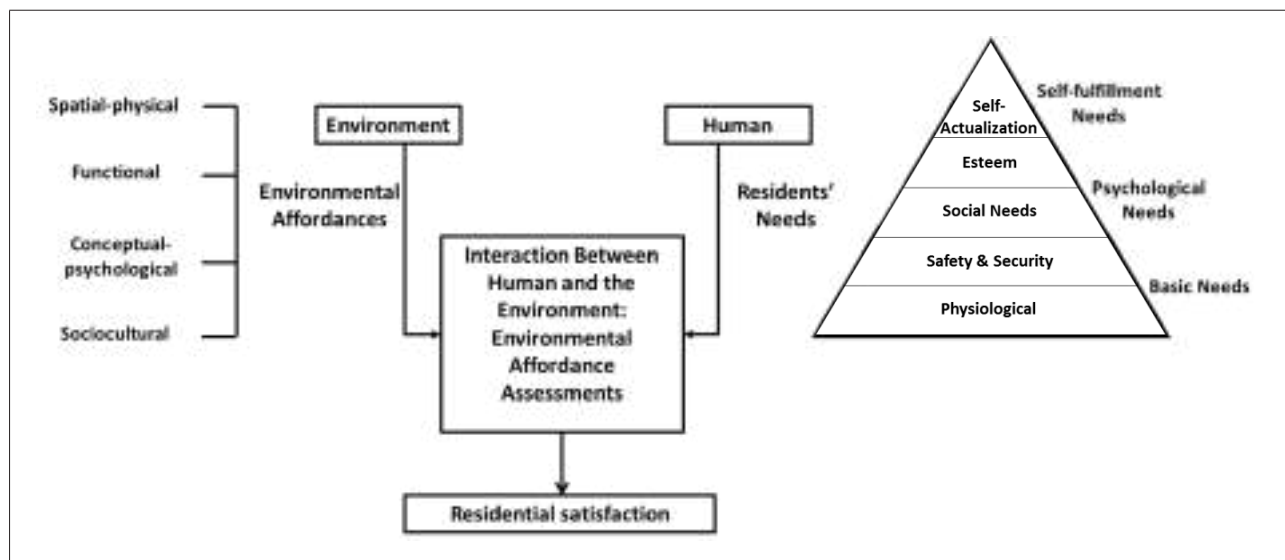 Spatial-physical
Functional
Conceptual-
psychological
Sociocultural
Environment
Environmental
Affordances
Human
Residents'
Needs
Interaction Between
Human and the
Environment:
Environmental
Affordance
Assessments
Residential satisfaction
Self-
Actualization
Esteem
Social Needs
Safety & Security
Physiological
Self-fulfillment
Needs
Psychological
Needs
Basic Needs